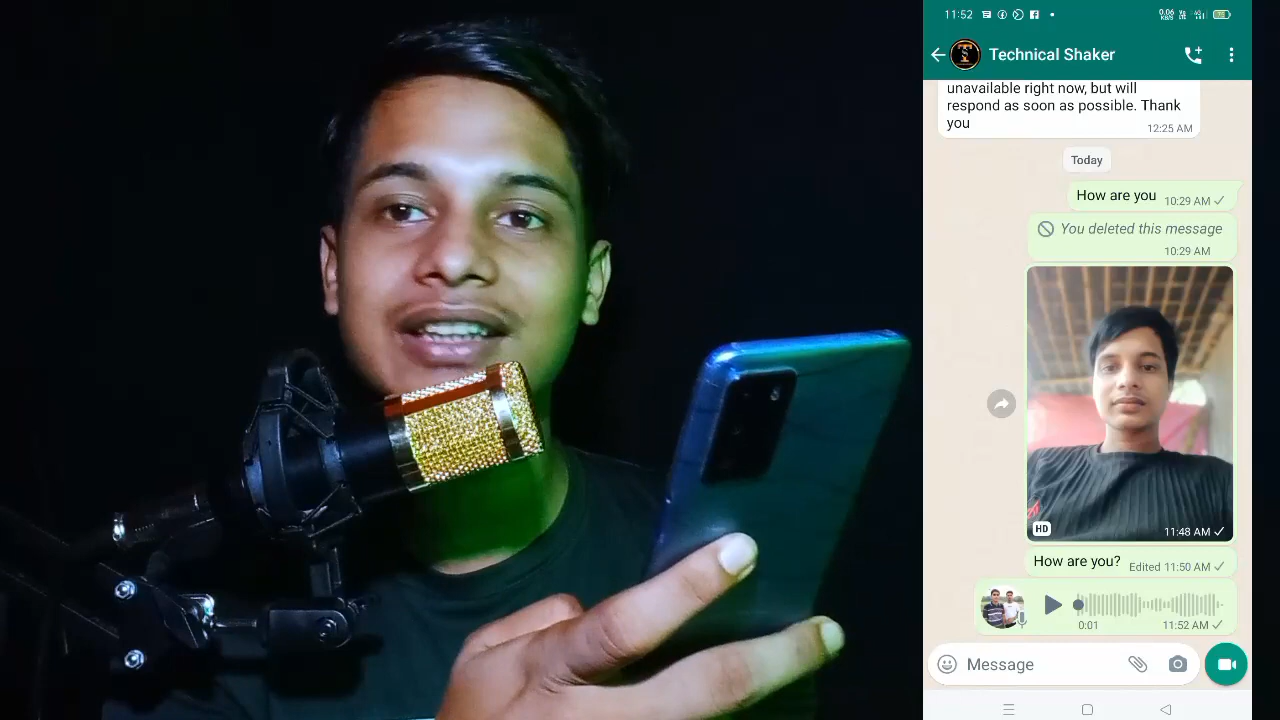 11:52
Technical Shaker
unavailable right now, but will
respond as soon as possible. Thank
you
12:25 AM
Today
How are you 10:29 AM
You deleted this message
10:29 AM
HD 11:48 AM
How are you? Edited 11:50 AM
0:01 11:52 AM
Message